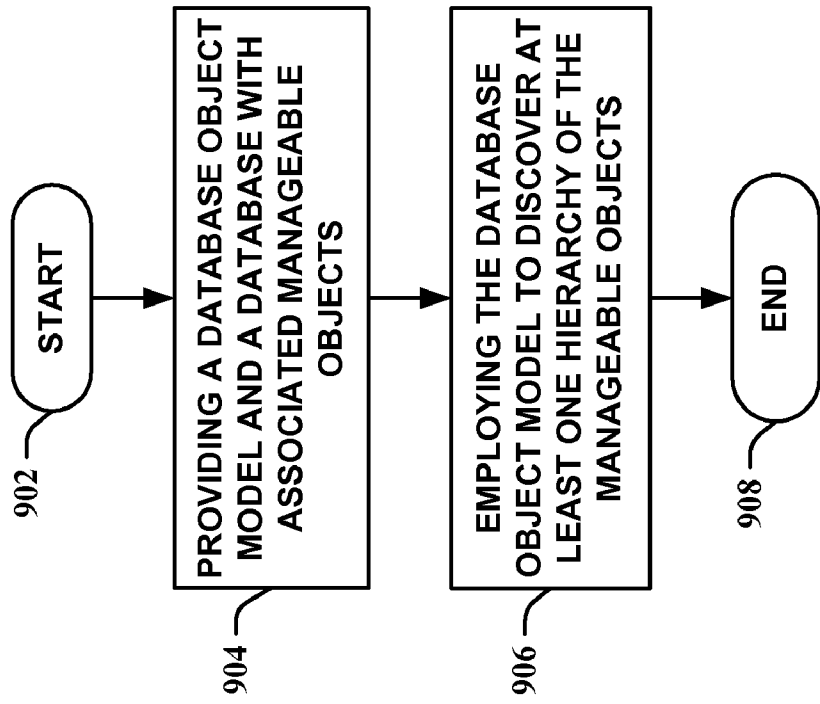 START
902
PROVIDING A DATABASE OBJECT
MODEL AND A DATABASE WITH
ASSOCIATED MANAGEABLE
OBJECTS
904
EMPLOYING THE DATABASE
OBJECT MODEL TO DISCOVER AT
LEAST ONE HIERARCHY OF THE
MANAGEABLE OBJECTS
906
END
908